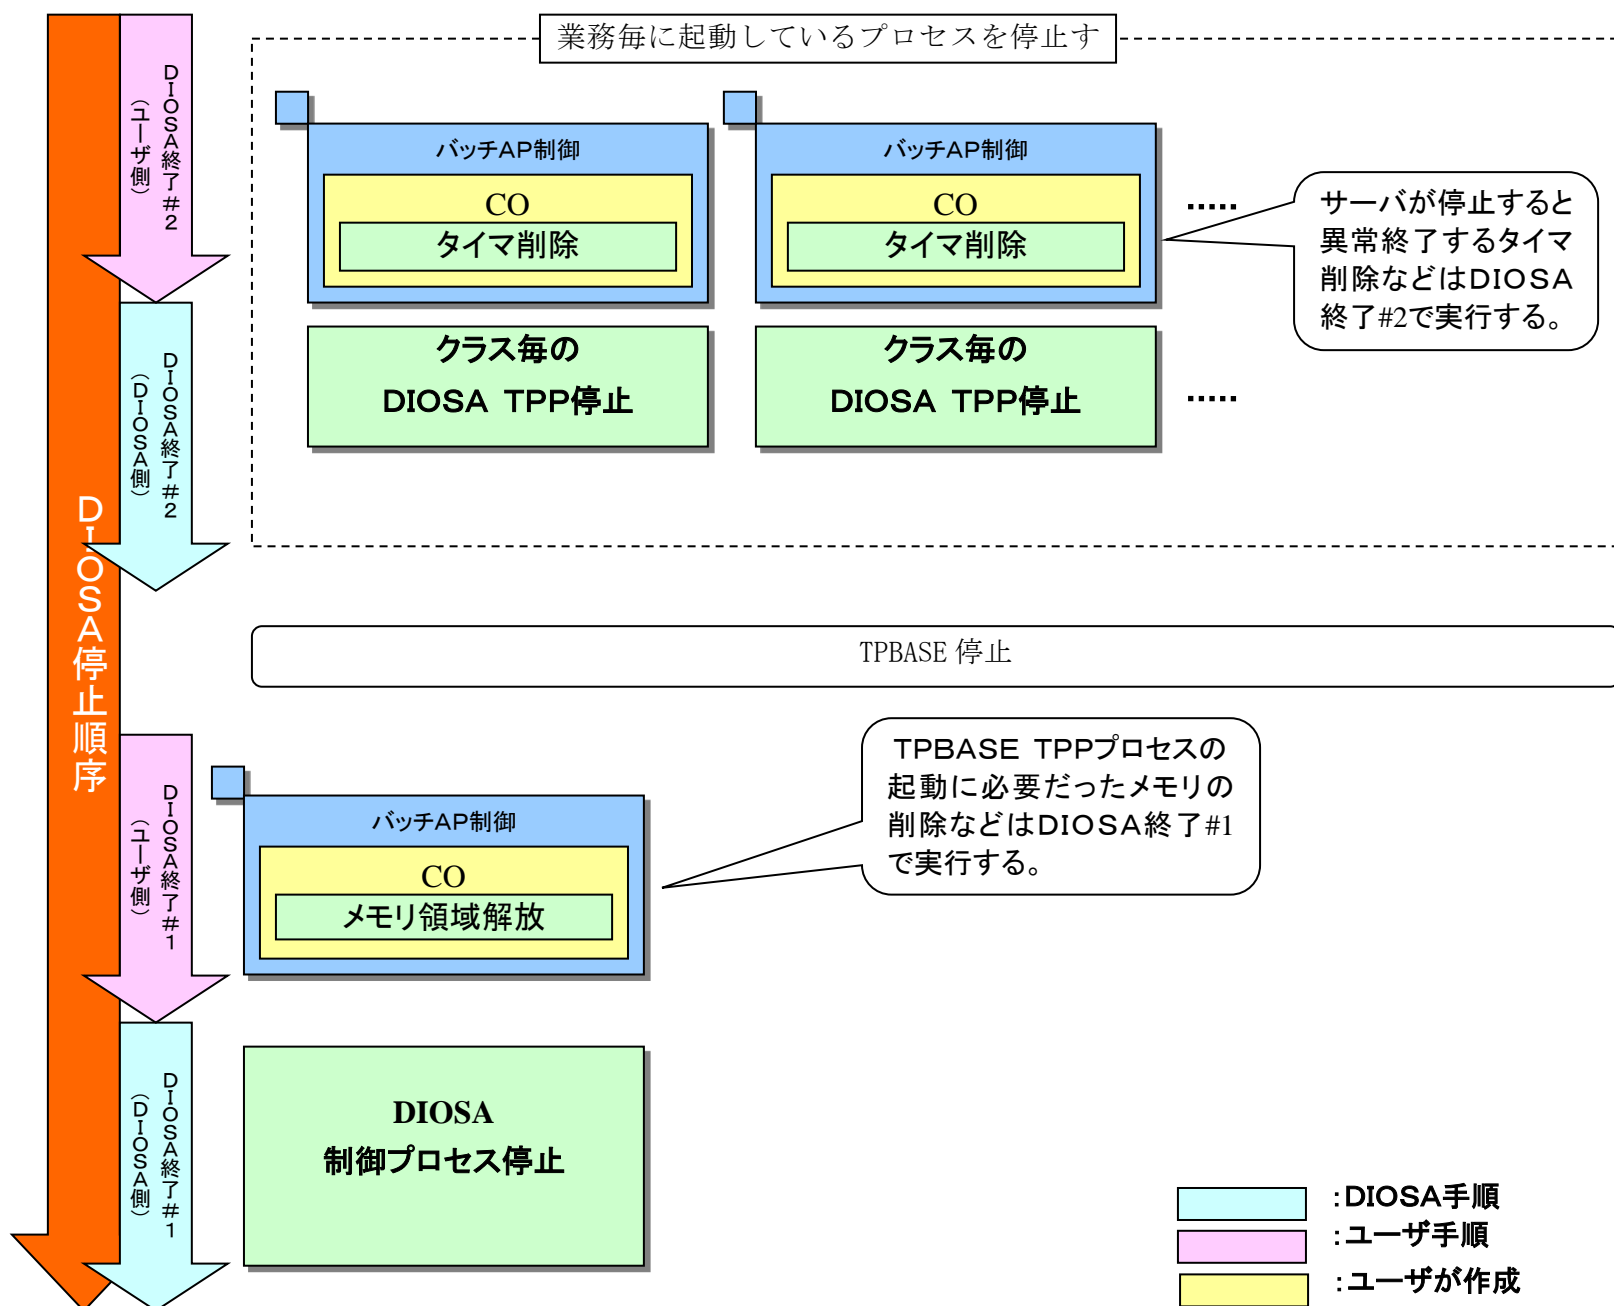 業務毎に起動しているプロセスを停止す
DIOSA終了#2
（ユーザ側）
バッチAP制御
CO
タイマ削除
バッチAP制御
CO
タイマ削除
.....
サーバが停止すると
異常終了するタイマ
削除などはDIOSA
終了#2で実行する。
DIOSA終了#2
（DIOSA側）
クラス毎の
DIOSA TPP停止
クラス毎の
DIOSA TPP停止
.....
DIOSA停止順序
TPBASE 停止
DIOSA終了#1
（ユーザ側）
バッチAP制御
CO
メモリ領域解放
TPBASE TPPプロセスの
起動に必要だったメモリの
削除などはDIOSA終了#1
で実行する。
DIOSA終了#1
（DIOSA側）
DIOSA
制御プロセス停止
：DIOSA手順
：ユーザ手順
：ユーザが作成